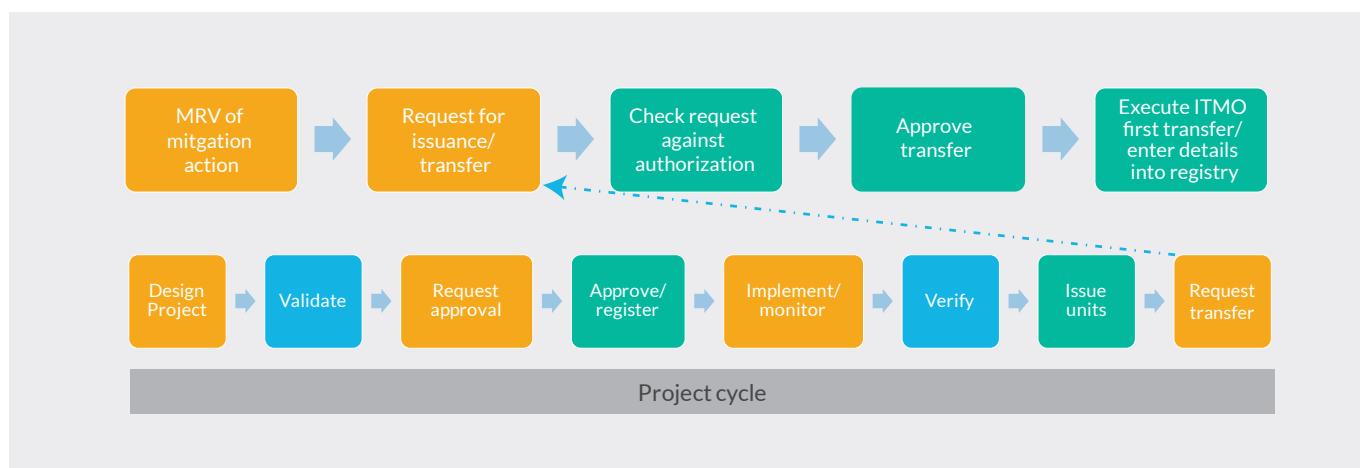 MRV of
mitgation
action
Request for
issuance/
transfer
Check request
against
authorization
Approve
transfer
Execute ITMO
first transfer/
enter details
into registry
Design
Project
Validate
Request
approval
Approve/
register
Implement/
monitor
Verify
Issue
units
Request
transfer
Project cycle